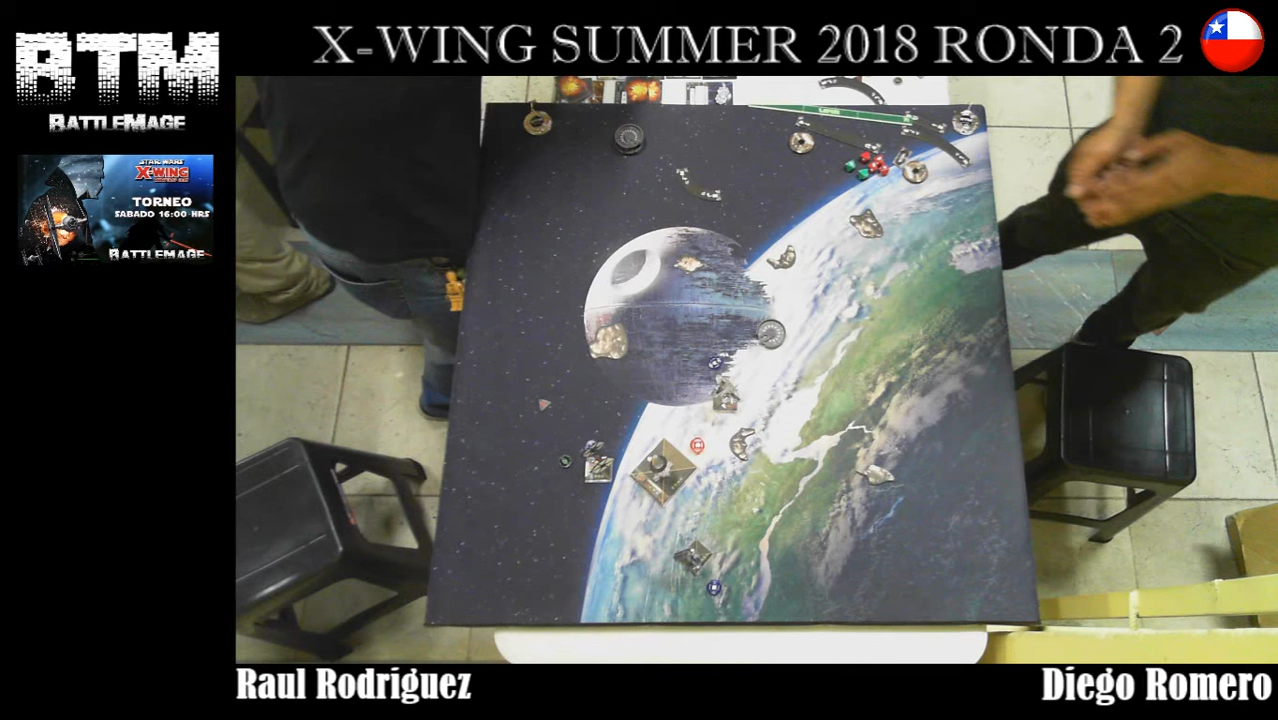 BTM
BATTLEMAGE
STAR WARS
X-WING
TORNEO
SABADO 16:00 HRS
BATTLEMAGE
X-WING SUMMER 2018 RONDA 2
Raul Rodríguez
Diego Romero